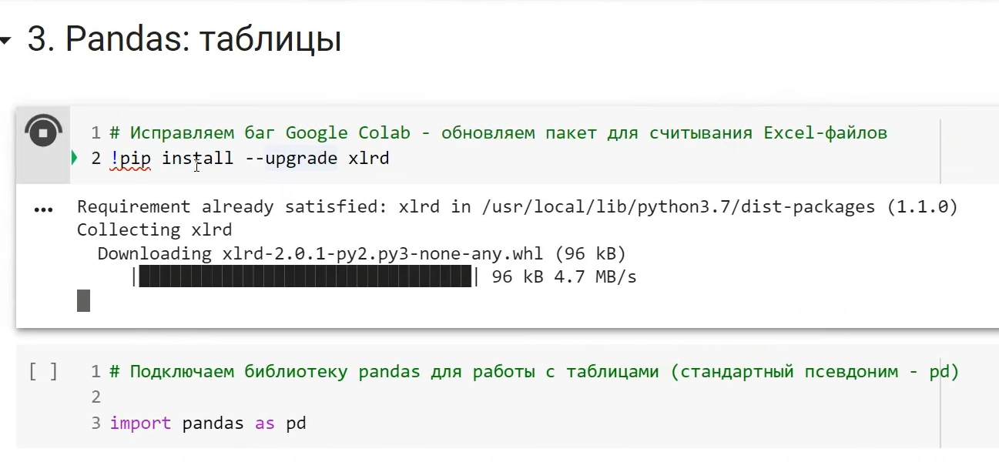 3. Pandas: таблицы
1 # Исправляем баг Google Colab - обновляем пакет для считывания Excel-файлов
2 !pip install --upgrade xlrd
Requirement already satisfied: xlrd in /usr/local/lib/python3.7/dist-packages (1.1.0)
Collecting xlrd
Downloading xlrd-2.0.1-py2.py3-none-any.whl (96 kB)
|████████████████████████████████| 96 kB 4.7 MB/s
[ ] 1 # Подключаем библиотеку pandas для работы с таблицами (стандартный псевдоним - pd)
2
3 import pandas as pd